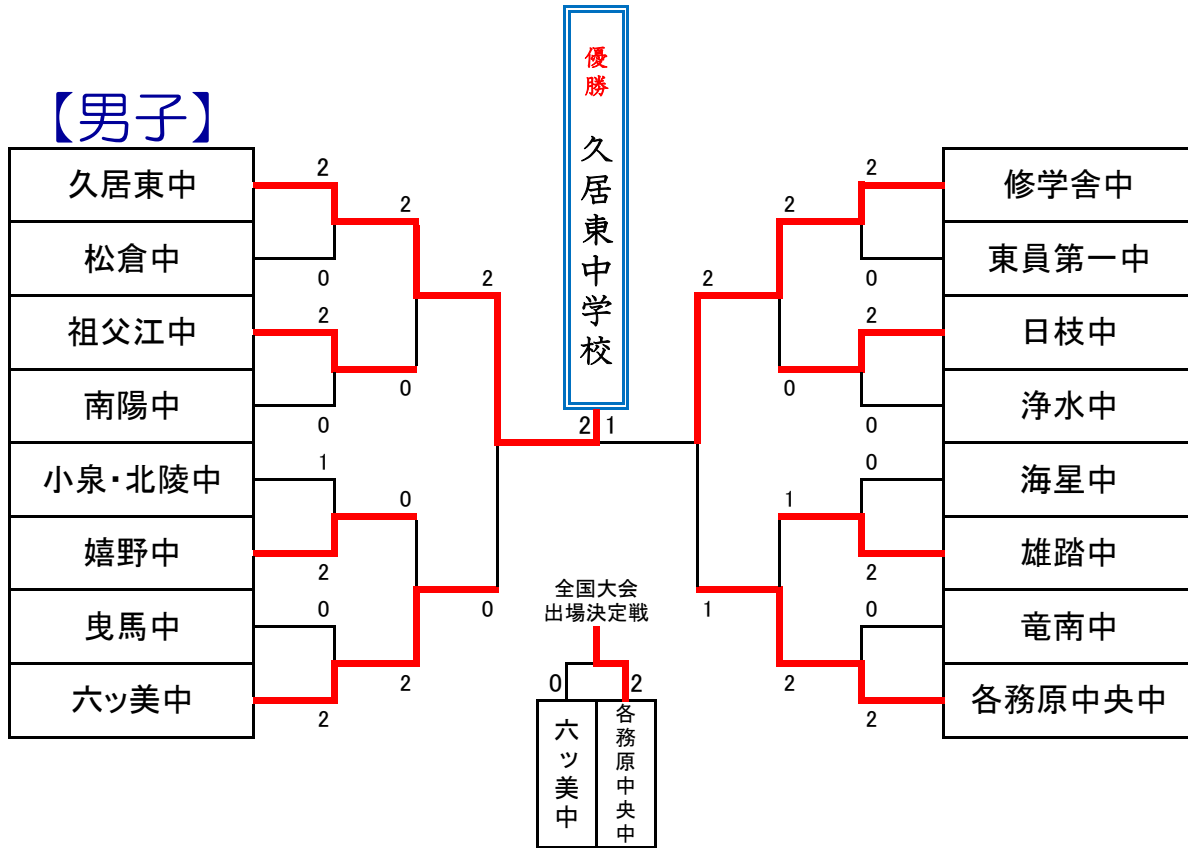 優勝 久居東中学校
【男子】
久居東中
松倉中
祖父江中
南陽中
小泉・北陵中
嬉野中
曳馬中
六ッ美中
2
0
2
0
1
2
0
2
2
0
0
2
2
0
2 1
2
1
2
0
1
2
2
0
2
0
0
2
0
2
修学舎中
東員第一中
日枝中
浄水中
海星中
雄踏中
竜南中
各務原中央中
全国大会
出場決定戦
0 2
六ッ美中
各務原中央中